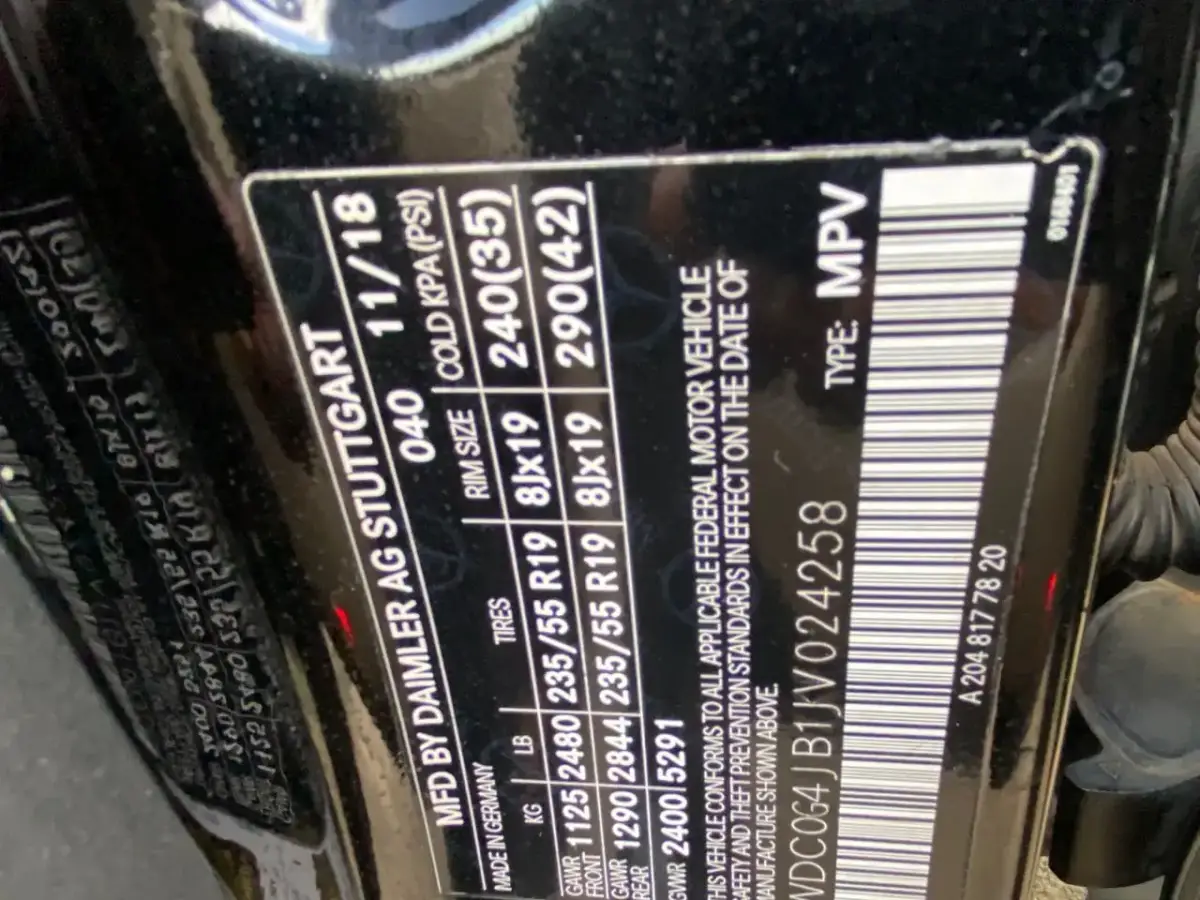 MFD BY DAIMLER AG STUTTGART
040 11/18
MADE IN GERMANY
KG LB TIRES RIM SIZE COLD KPA (PSI)
GAWR FRONT 1125 2480 235/55 R19 8Jx19 240(35)
GAWR REAR 1290 2844 235/55 R19 8Jx19 290(42)
GVWR 2400 5291
THIS VEHICLE CONFORMS TO ALL APPLICABLE FEDERAL MOTOR VEHICLE
SAFETY AND THEFT PREVENTION STANDARDS IN EFFECT ON THE DATE OF
MANUFACTURE SHOWN ABOVE.
WDC0G4JB1JV024258 TYPE: MPV
A 204 817 78 20